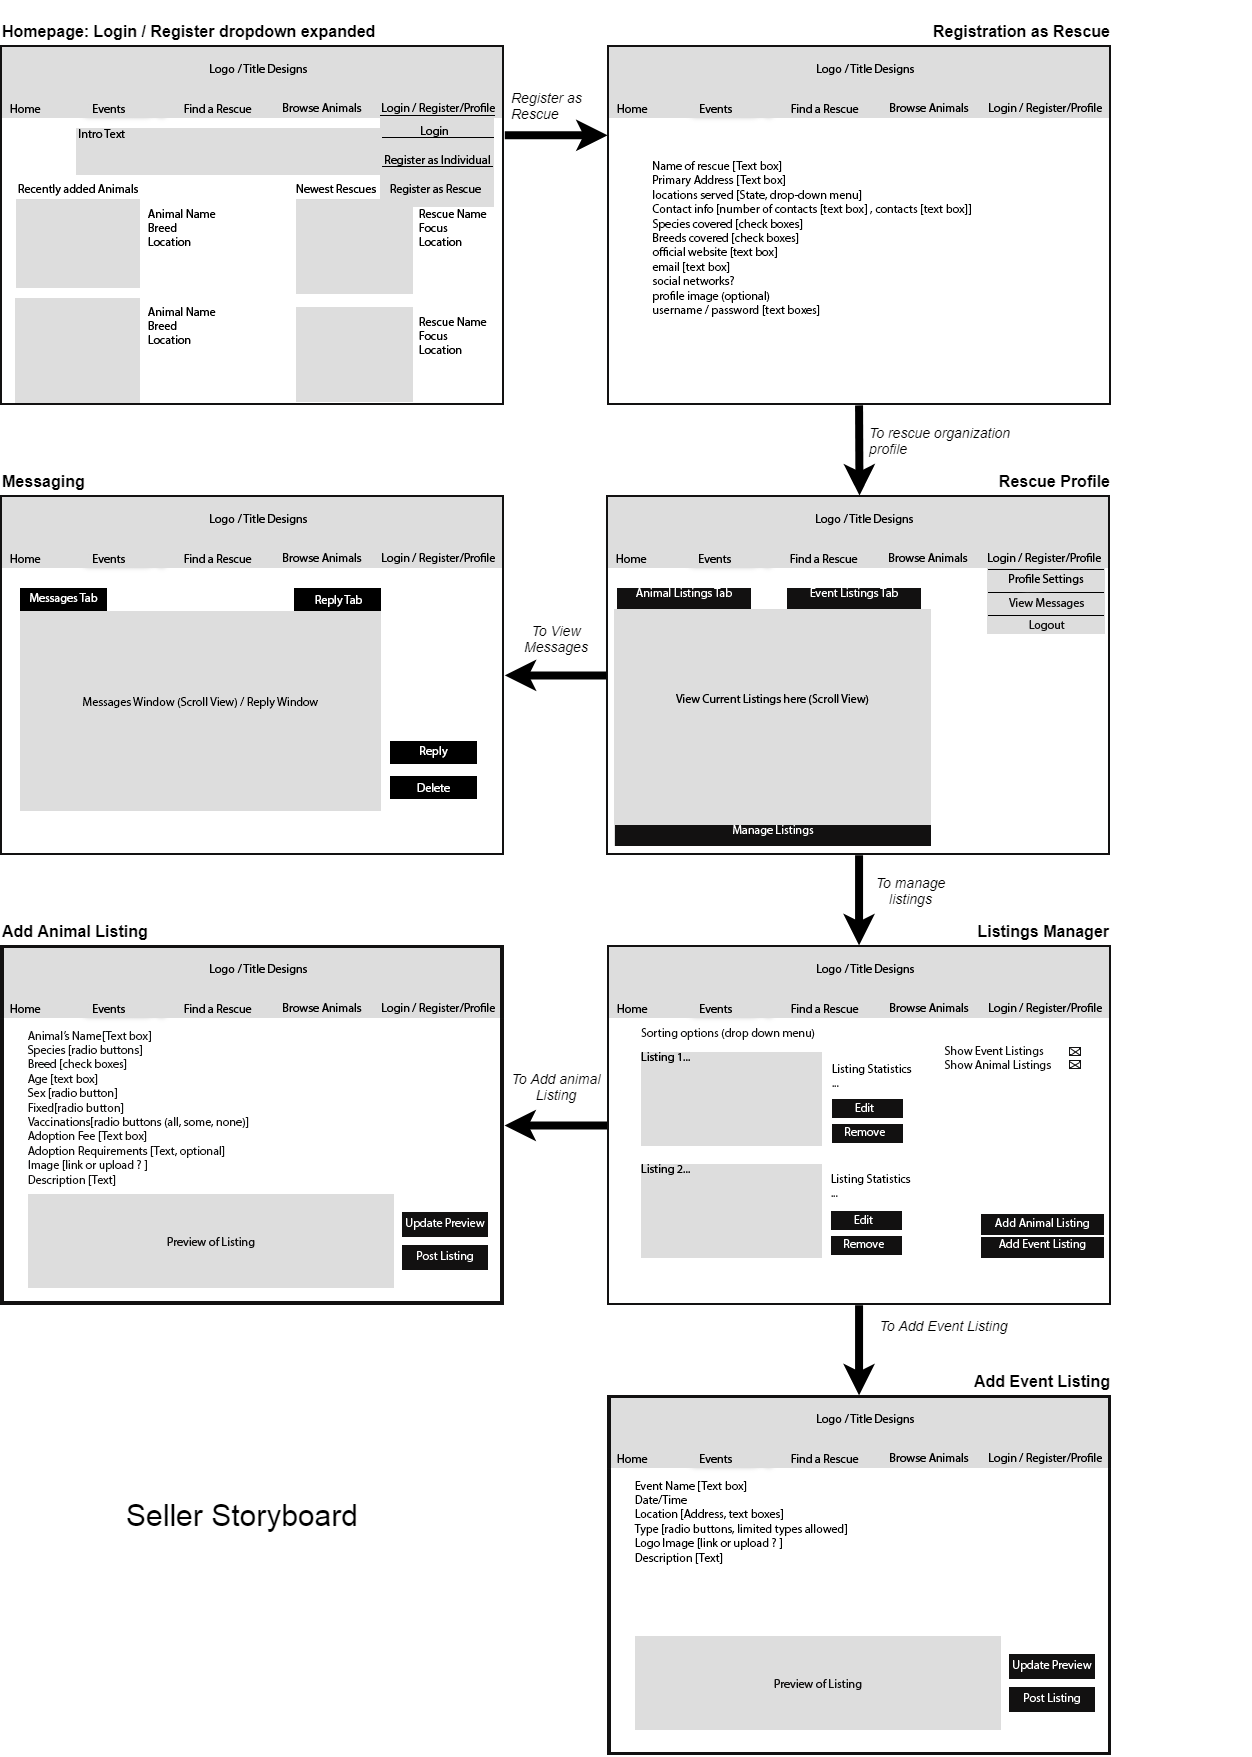 Homepage: Login / Register dropdown expanded
Logo / Title Designs
Home Events Find a Rescue Browse Animals Login / Register/Profile
Intro Text
Login
Register as Individual
Register as Rescue
Recently added Animals
Newest Rescues
Animal Name
Breed
Location
Rescue Name
Focus
Location
Animal Name
Breed
Location
Rescue Name
Focus
Location
Register as
Rescue
Registration as Rescue
Logo / Title Designs
Home Events Find a Rescue Browse Animals Login / Register/Profile
Name of rescue [Text box]
Primary Address [Text box]
locations served [State, drop-down menu]
Contact info [number of contacts [text box] , contacts [text box]]
Species covered [check boxes]
Breeds covered [check boxes]
official website [text box]
email [text box]
social networks?
profile image (optional)
username / password [text boxes]
To rescue organization
profile
Rescue Profile
Logo / Title Designs
Home Events Find a Rescue Browse Animals Login / Register/Profile
Profile Settings
View Messages
Logout
Animal Listings Tab
Event Listings Tab
View Current Listings here (Scroll View)
Manage Listings
To View
Messages
Messaging
Logo / Title Designs
Home Events Find a Rescue Browse Animals Login / Register/Profile
Messages Tab
Reply Tab
Messages Window (Scroll View) / Reply Window
Reply
Delete
To manage
listings
Listings Manager
Logo / Title Designs
Home Events Find a Rescue Browse Animals Login / Register/Profile
Sorting options (drop down menu)
Show Event Listings
Show Animal Listings
Listing 1...
Listing Statistics
...
Edit
Remove
Listing 2...
Listing Statistics
...
Edit
Remove
Add Animal Listing
Add Event Listing
To Add animal
Listing
Add Animal Listing
Logo / Title Designs
Home Events Find a Rescue Browse Animals Login / Register/Profile
Animal's Name[Text box]
Species [radio buttons]
Breed [check boxes]
Age [text box]
Sex [radio button]
Fixed[radio button]
Vaccinations[radio buttons (all, some, none)]
Adoption Fee [Text box]
Adoption Requirements [Text, optional]
Image [link or upload ? ]
Description [Text]
Preview of Listing
Update Preview
Post Listing
To Add Event Listing
Add Event Listing
Logo / Title Designs
Home Events Find a Rescue Browse Animals Login / Register/Profile
Event Name [Text box]
Date/Time
Location [Address, text boxes]
Type [radio buttons, limited types allowed]
Logo Image [link or upload ? ]
Description [Text]
Preview of Listing
Update Preview
Post Listing
Seller Storyboard